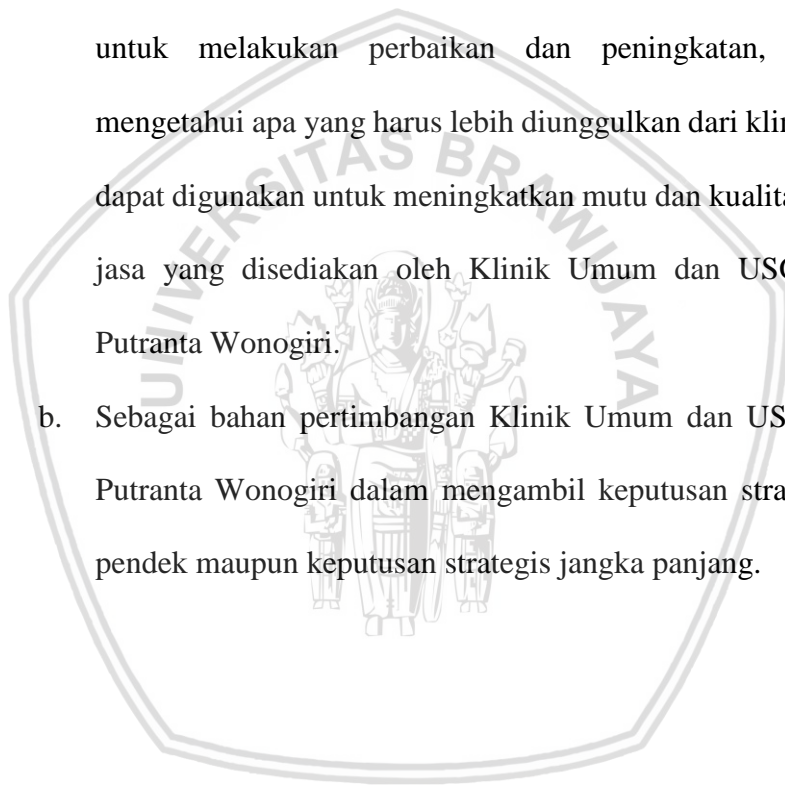 untuk melakukan perbaikan dan peningkatan,
mengetahui apa yang harus lebih diunggulkan dari
dapat digunakan untuk meningkatkan mutu dan
jasa yang disediakan oleh Klinik Umum dan
Putranta Wonogiri.
b. Sebagai bahan pertimbangan Klinik Umum dan
Putranta Wonogiri dalam mengambil keputusan
pendek maupun keputusan strategis jangka panjang.
UNIVERSITAS BRAWIJAYA